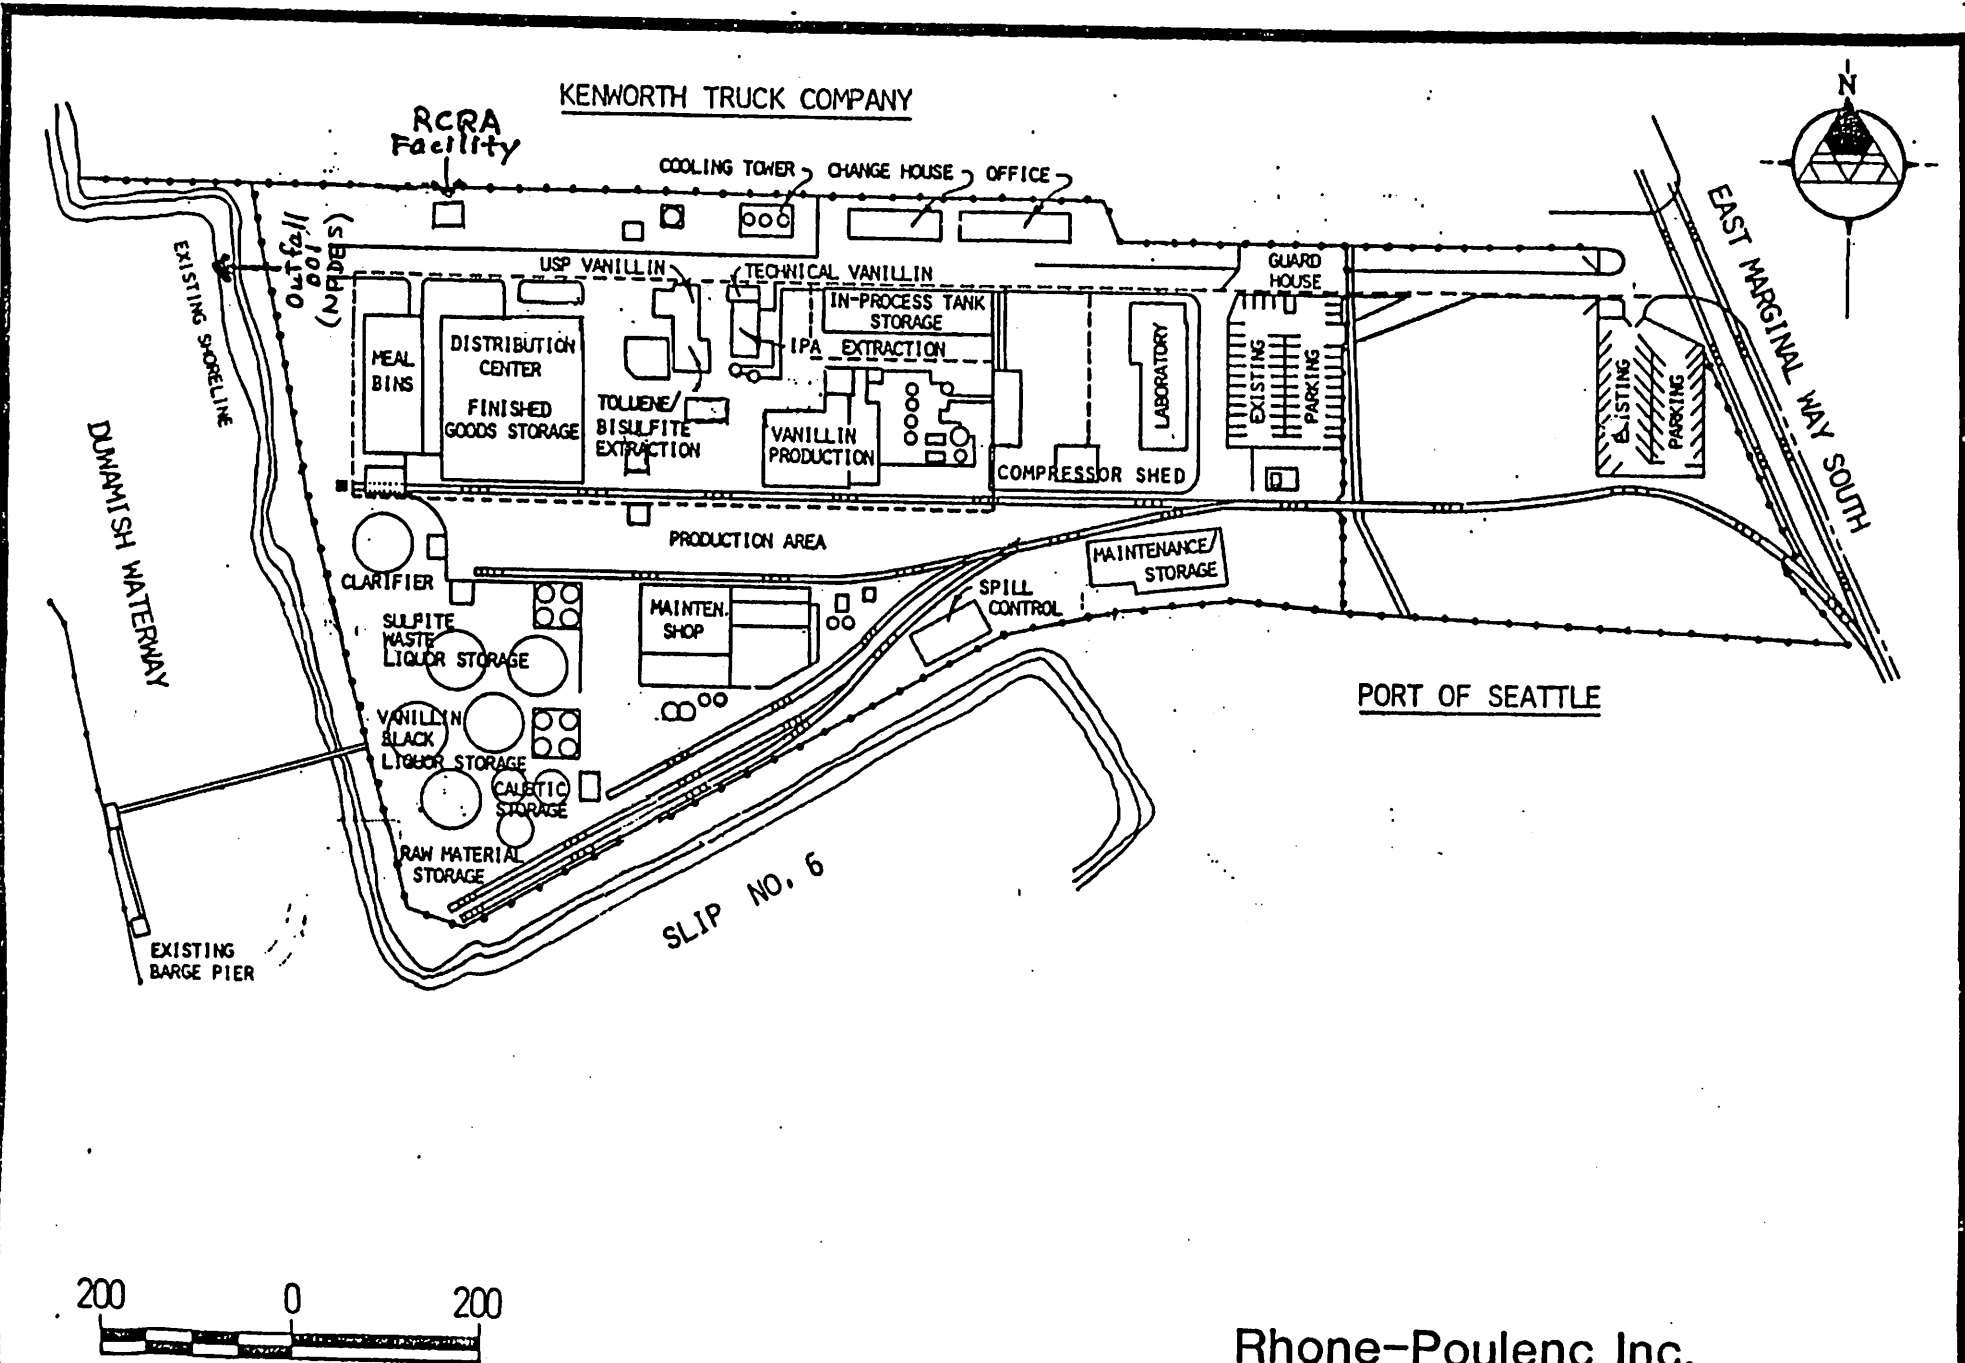 KENWORTH TRUCK COMPANY
N
RCRA
Facility
COOLING TOWER
CHANGE HOUSE
OFFICE
EAST MARGINAL WAY SOUTH
Outfall
001
(NPDES)
EXISTING SHORELINE
USP VANILLIN
TECHNICAL VANILLIN
GUARD
HOUSE
IN-PROCESS TANK
STORAGE
IPA EXTRACTION
MEAL
BINS
DISTRIBUTION
CENTER
FINISHED
GOODS STORAGE
TOLUENE/
BISULFITE
EXTRACTION
VANILLIN
PRODUCTION
LABORATORY
EXISTING
PARKING
EXISTING
PARKING
COMPRESSOR SHED
DUWAMISH WATERWAY
PRODUCTION AREA
MAINTENANCE/
STORAGE
CLARIFIER
SPILL
CONTROL
SULPITE
WASTE
LIQUOR STORAGE
MAINTEN.
SHOP
PORT OF SEATTLE
VANILLIN
BLACK
LIQUOR STORAGE
CAUSTIC
STORAGE
RAW MATERIAL
STORAGE
SLIP NO. 6
EXISTING
BARGE PIER
200 0 200
Rhone-Poulenc Inc.